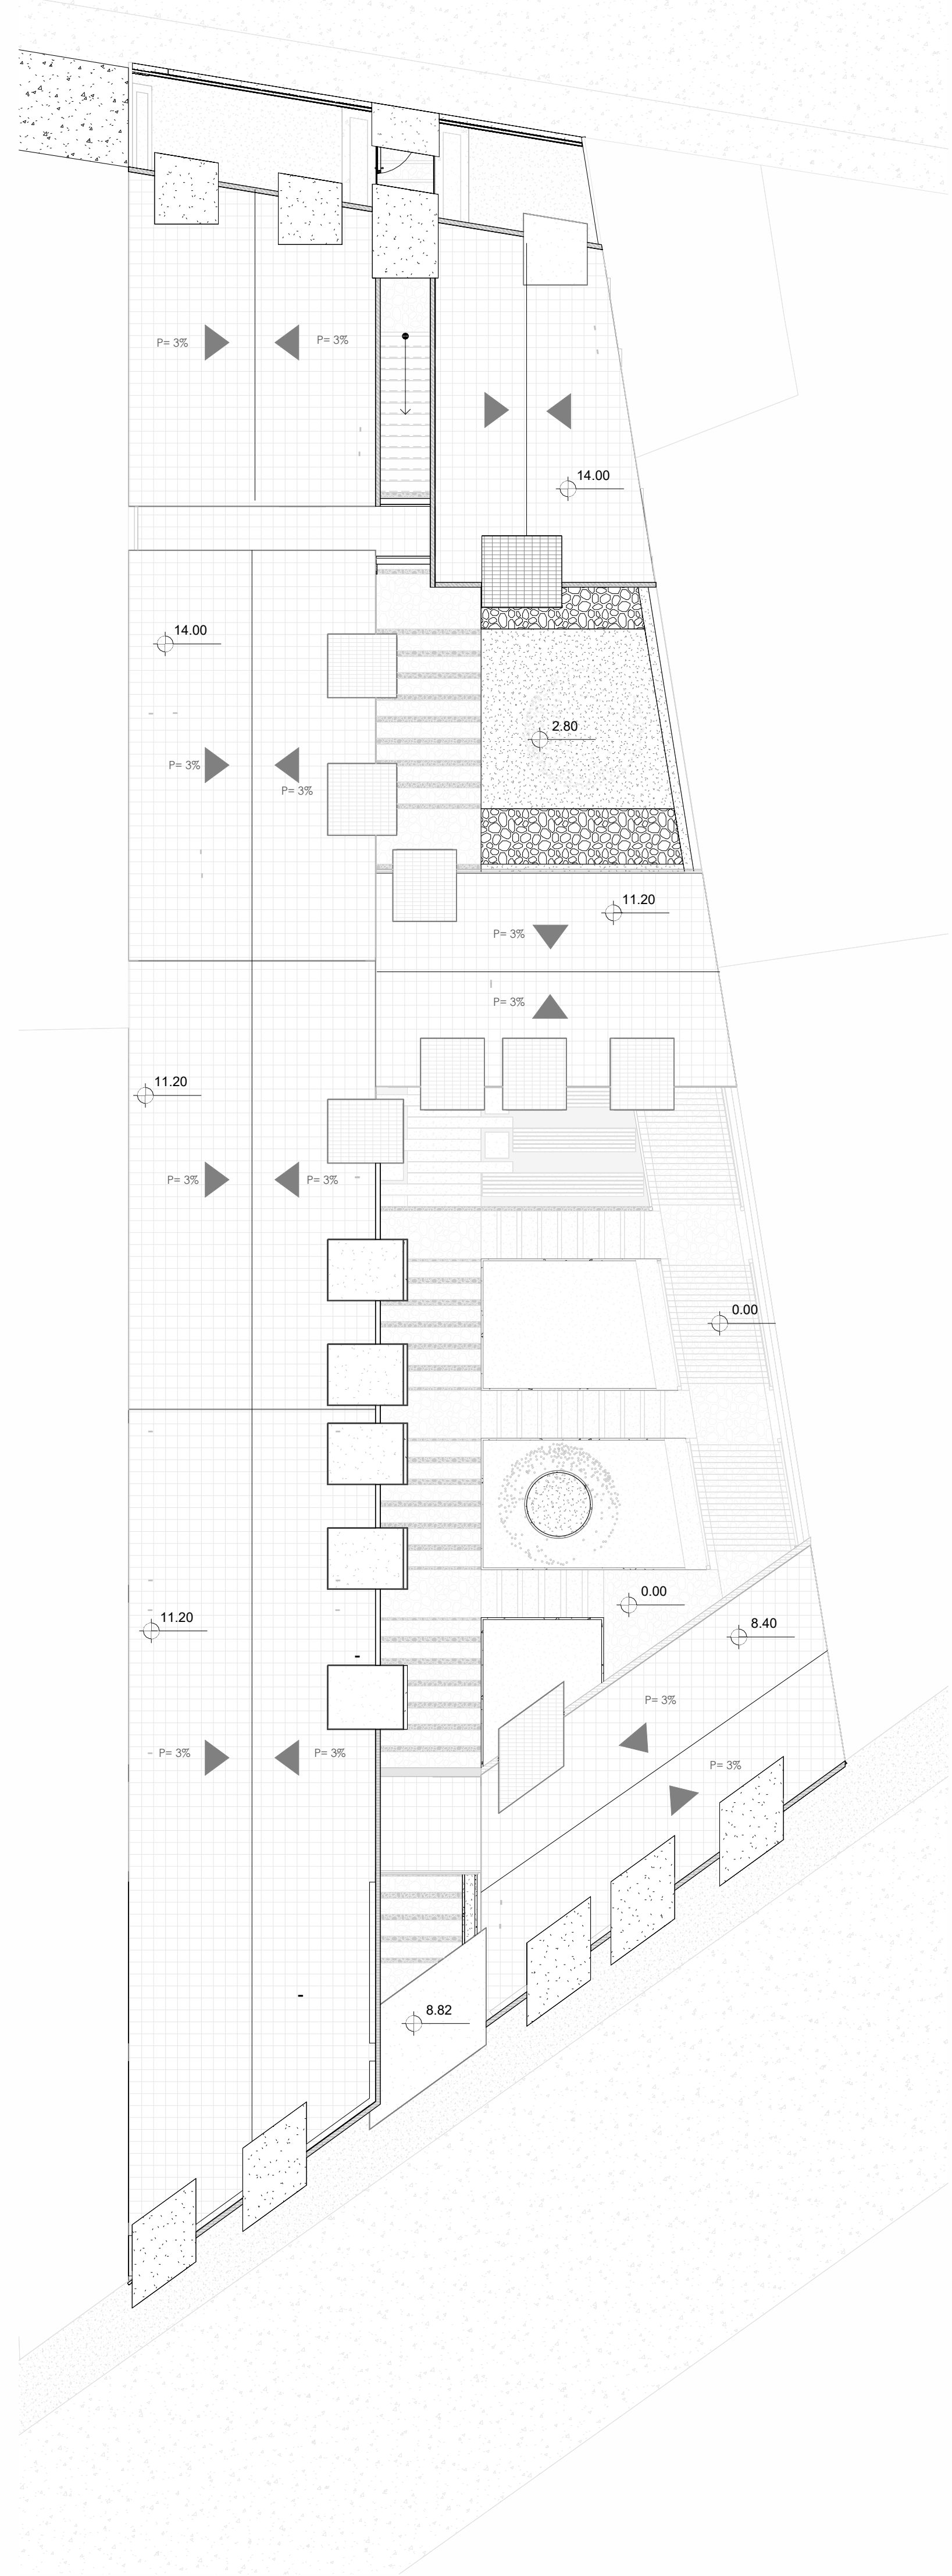 P= 3%
P= 3%
14.00
14.00
2.80
P= 3%
P= 3%
11.20
P= 3%
P= 3%
11.20
P= 3%
P= 3%
0.00
0.00
11.20
8.40
P= 3%
P= 3%
P= 3%
P= 3%
8.82